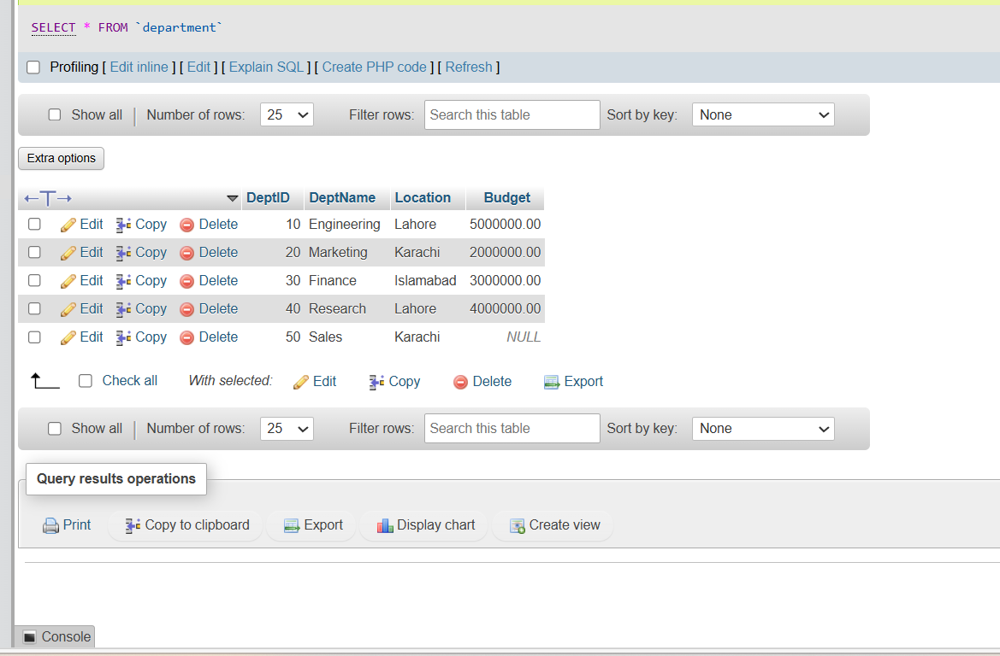 SELECT * FROM `department`
Profiling [ Edit inline ] [ Edit ] [ Explain SQL ] [ Create PHP code ] [ Refresh ]
Show all | Number of rows: 25 Filter rows: Search this table Sort by key: None
Extra options
←T→ DeptID DeptName Location Budget
Edit Copy Delete 10 Engineering Lahore 5000000.00
Edit Copy Delete 20 Marketing Karachi 2000000.00
Edit Copy Delete 30 Finance Islamabad 3000000.00
Edit Copy Delete 40 Research Lahore 4000000.00
Edit Copy Delete 50 Sales Karachi NULL
Check all With selected: Edit Copy Delete Export
Show all | Number of rows: 25 Filter rows: Search this table Sort by key: None
Query results operations
Print Copy to clipboard Export Display chart Create view
Console